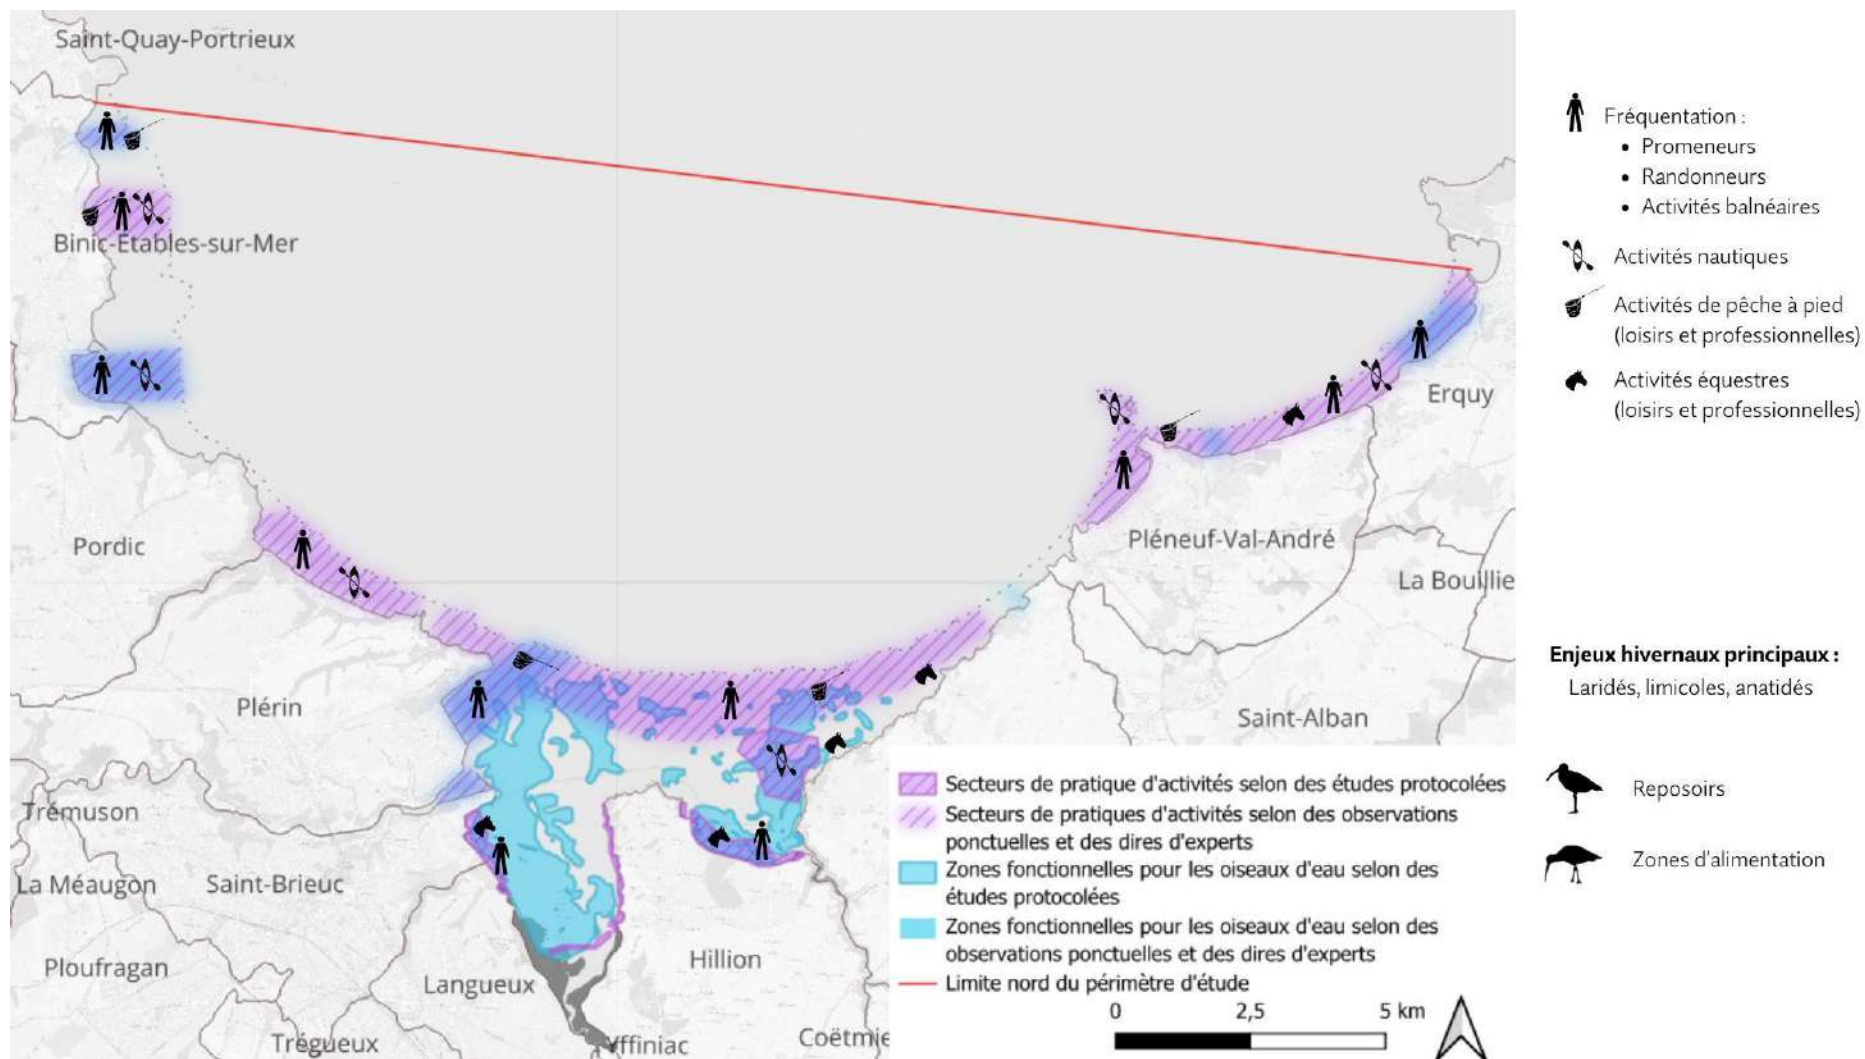 Saint-Quay-Portrieux
Binic-Etables-sur-Mer
Erquy
Pordic
Pléneuf-Val-André
La Bouillie
Plérin
Saint-Alban
Trémuson
La Méaugon
Saint-Brieuc
Ploufragan
Langueux
Hillion
Trégueux
Yffiniac
Coëtmie
Fréquentation :
• Promeneurs
• Randonneurs
• Activités balnéaires
Activités nautiques
Activités de pêche à pied
(loisirs et professionnelles)
Activités équestres
(loisirs et professionnelles)
Enjeux hivernaux principaux :
Laridés, limicoles, anatidés
Reposoirs
Zones d'alimentation
Secteurs de pratique d'activités selon des études protocolées
Secteurs de pratiques d'activités selon des observations
ponctuelles et des dires d'experts
Zones fonctionnelles pour les oiseaux d'eau selon des
études protocolées
Zones fonctionnelles pour les oiseaux d'eau selon des
observations ponctuelles et des dires d'experts
Limite nord du périmètre d'étude
0 2,5 5 km